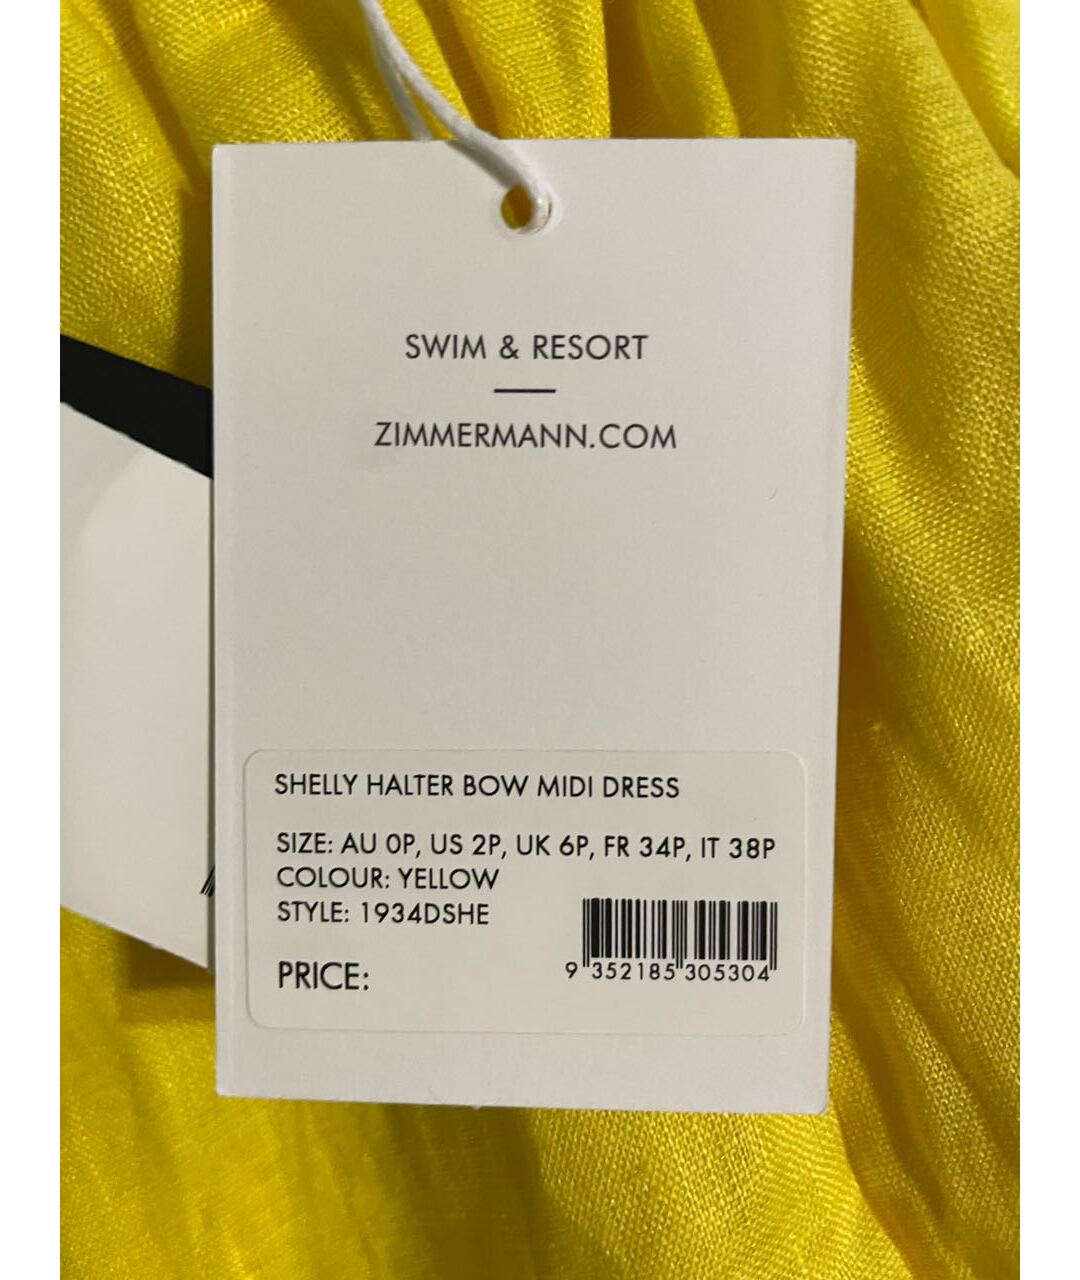 SWIM & RESORT
ZIMMERMANN.COM
SHELLY HALTER BOW MIDI DRESS
SIZE: AU 0P, US 2P, UK 6P, FR 34P, IT 38P
COLOUR: YELLOW
STYLE: 1934DSHE
PRICE:
9 352185 305304